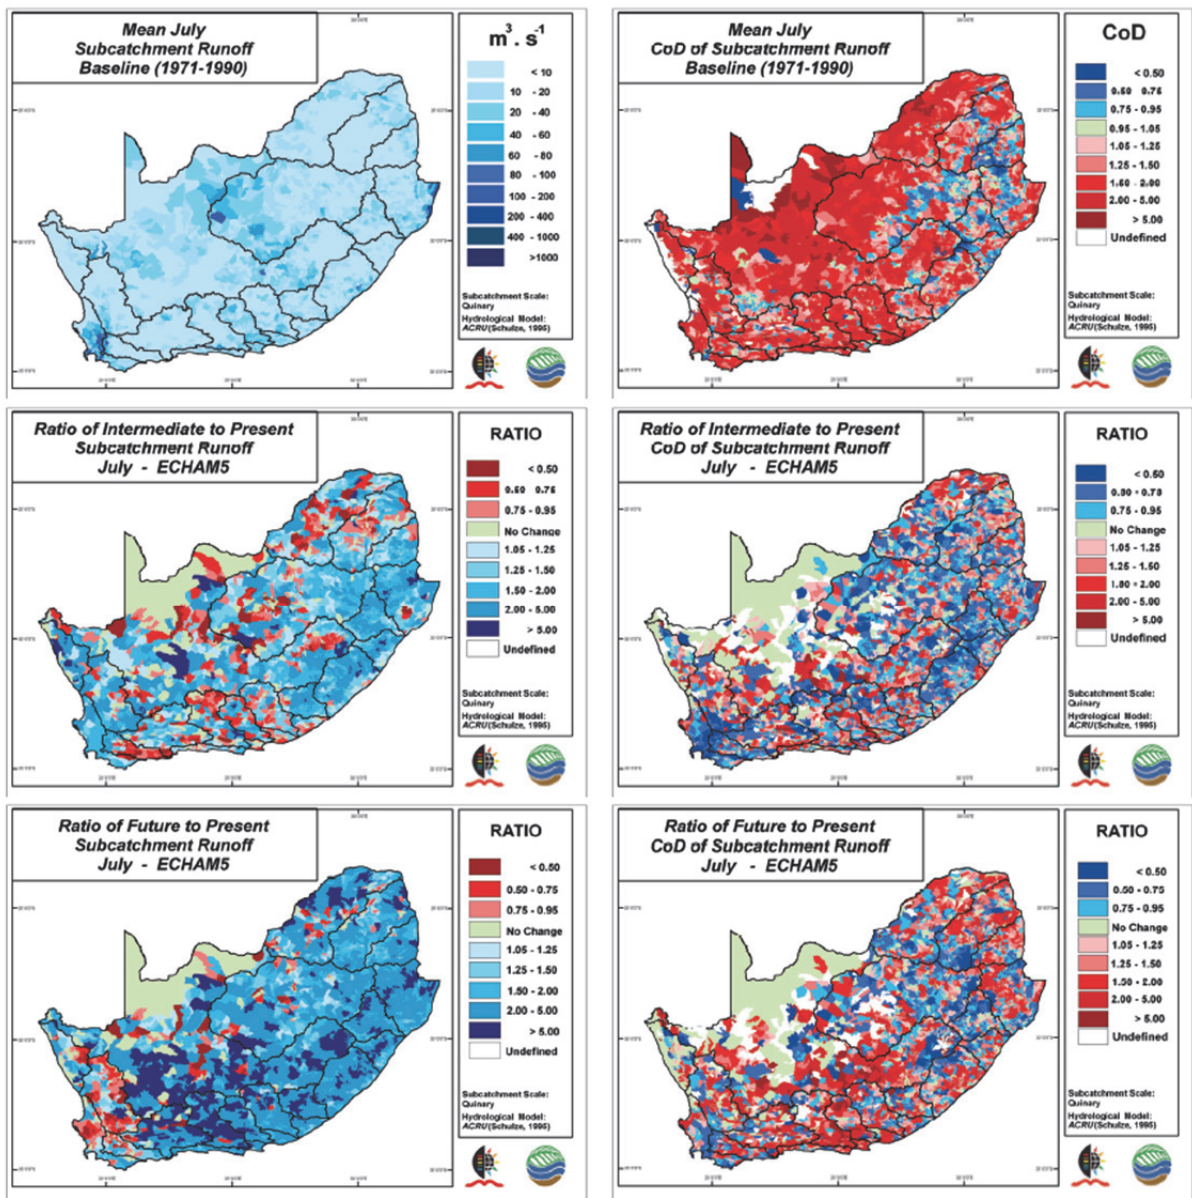 Mean July
Subcatchment Runoff
Baseline (1971-1990)
m³ . s⁻¹
< 10
10 - 20
20 - 40
40 - 60
60 - 80
80 - 100
100 - 200
200 - 400
400 - 1000
>1000
Subcatchment Scale:
Quinary
Hydrological Model:
ACRU (Schulze, 1995)
Mean July
CoD of Subcatchment Runoff
Baseline (1971-1990)
CoD
< 0.50
0.50 - 0.75
0.75 - 0.95
0.95 - 1.05
1.05 - 1.25
1.25 - 1.50
1.50 - 2.00
2.00 - 5.00
> 5.00
Undefined
Subcatchment Scale:
Quinary
Hydrological Model:
ACRU (Schulze, 1995)
Ratio of Intermediate to Present
Subcatchment Runoff
July - ECHAM5
RATIO
< 0.50
0.50 - 0.75
0.75 - 0.95
No Change
1.05 - 1.25
1.25 - 1.50
1.50 - 2.00
2.00 - 5.00
> 5.00
Undefined
Subcatchment Scale:
Quinary
Hydrological Model:
ACRU (Schulze, 1995)
Ratio of Intermediate to Present
CoD of Subcatchment Runoff
July - ECHAM5
RATIO
< 0.50
0.75 - 0.95
No Change
1.05 - 1.25
1.25 - 1.50
2.00 - 5.00
> 5.00
Undefined
Subcatchment Scale:
Quinary
Hydrological Model:
ACRU (Schulze, 1995)
Ratio of Future to Present
Subcatchment Runoff
July - ECHAM5
RATIO
< 0.50
0.50 - 0.75
0.75 - 0.95
No Change
1.05 - 1.25
1.25 - 1.50
1.50 - 2.00
2.00 - 5.00
> 5.00
Undefined
Subcatchment Scale:
Quinary
Hydrological Model:
ACRU (Schulze, 1995)
Ratio of Future to Present
CoD of Subcatchment Runoff
July - ECHAM5
RATIO
< 0.50
0.50 - 0.75
0.75 - 0.95
No Change
1.05 - 1.25
1.25 - 1.50
1.50 - 2.00
2.00 - 5.00
> 5.00
Undefined
Subcatchment Scale:
Quinary
Hydrological Model:
ACRU (Schulze, 1995)